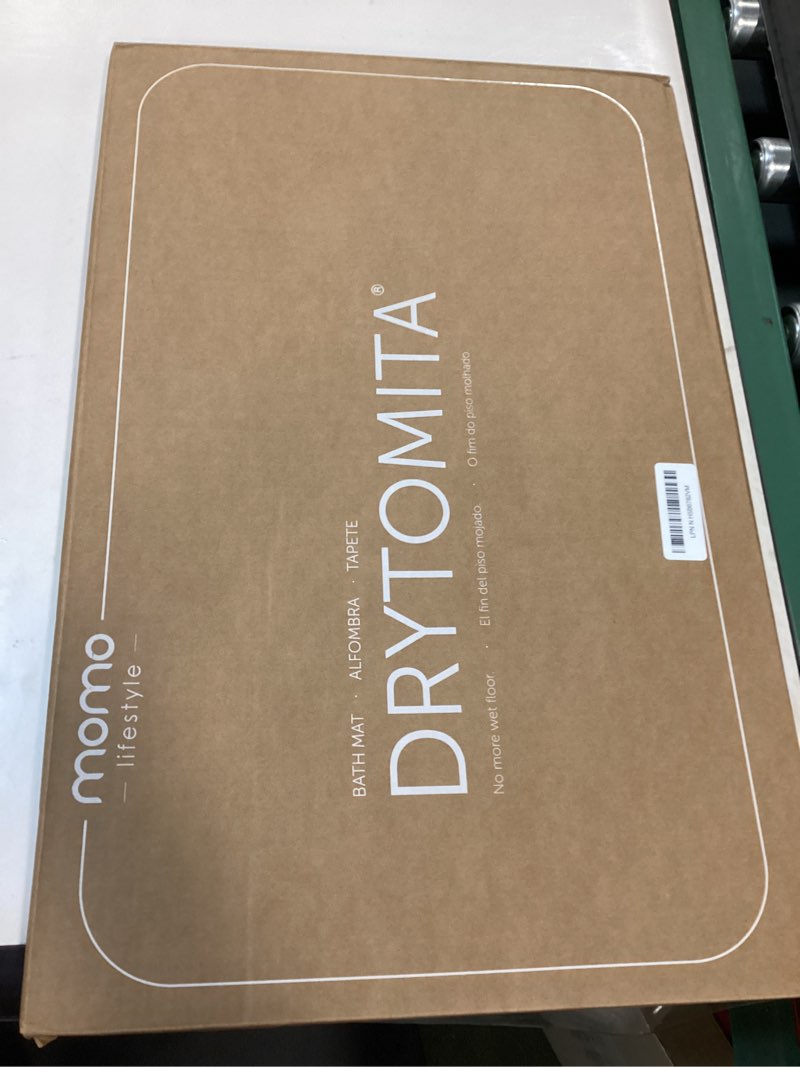 momo
— lifestyle —
BATH MAT · ALFOMBRA · TAPETE
DRYTOMITA®
No more wet floor. · El fin del piso mojado. · O fim do piso molhado.